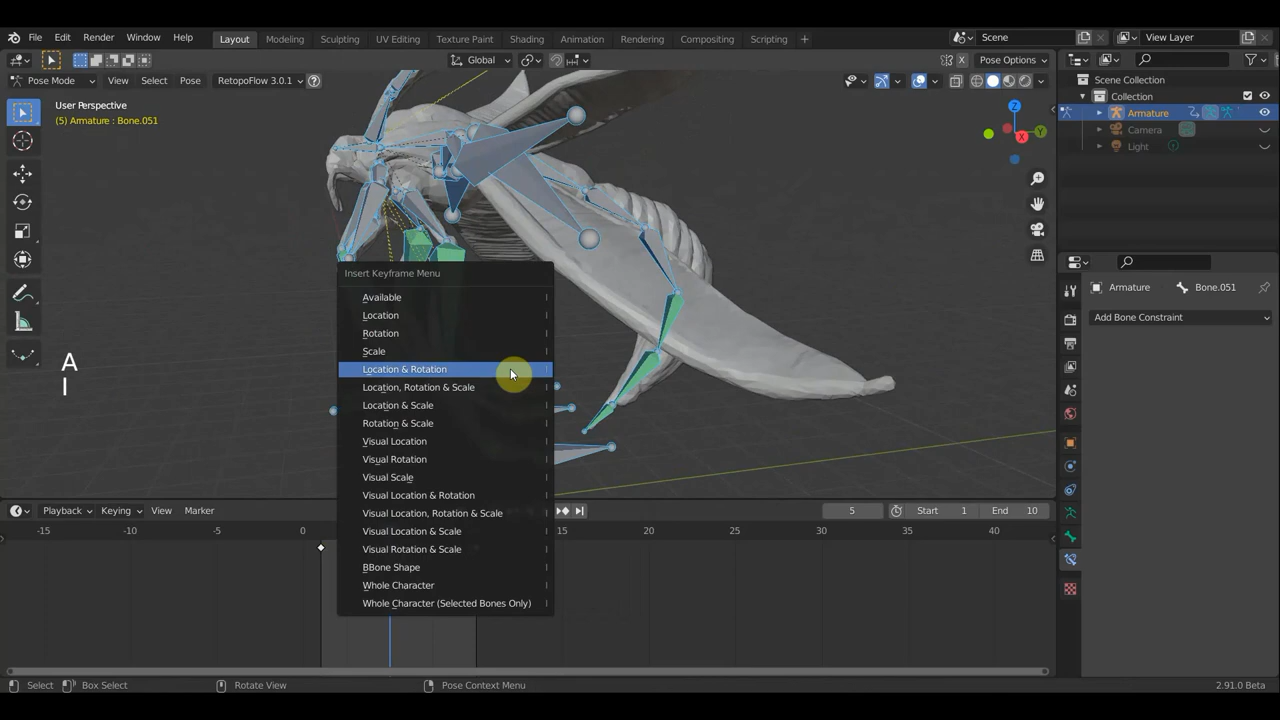 File Edit Render Window Help Layout Modeling Sculpting UV Editing Texture Paint Shading Animation Rendering Compositing Scripting + Scene View Layer
Global Pose Options
Pose Mode View Select Pose RetopoFlow 3.0.1
User Perspective
(5) Armature : Bone.051
Scene Collection
Collection
Armature
Camera
Light
X
Y
Z
A
I
Insert Keyframe Menu
Available I
Location I
Rotation I
Scale I
Location & Rotation I
Location, Rotation & Scale I
Location & Scale I
Rotation & Scale I
Visual Location I
Visual Rotation I
Visual Scale I
Visual Location & Rotation I
Visual Location, Rotation & Scale I
Visual Location & Scale I
Visual Rotation & Scale I
BBone Shape I
Whole Character I
Whole Character (Selected Bones Only) I
Armature Bone.051
Add Bone Constraint
Playback Keying View Marker 5 Start 1 End 10
-15 -10 -5 0 15 20 25 30 35 40
Select Box Select Rotate View Pose Context Menu 2.91.0 Beta